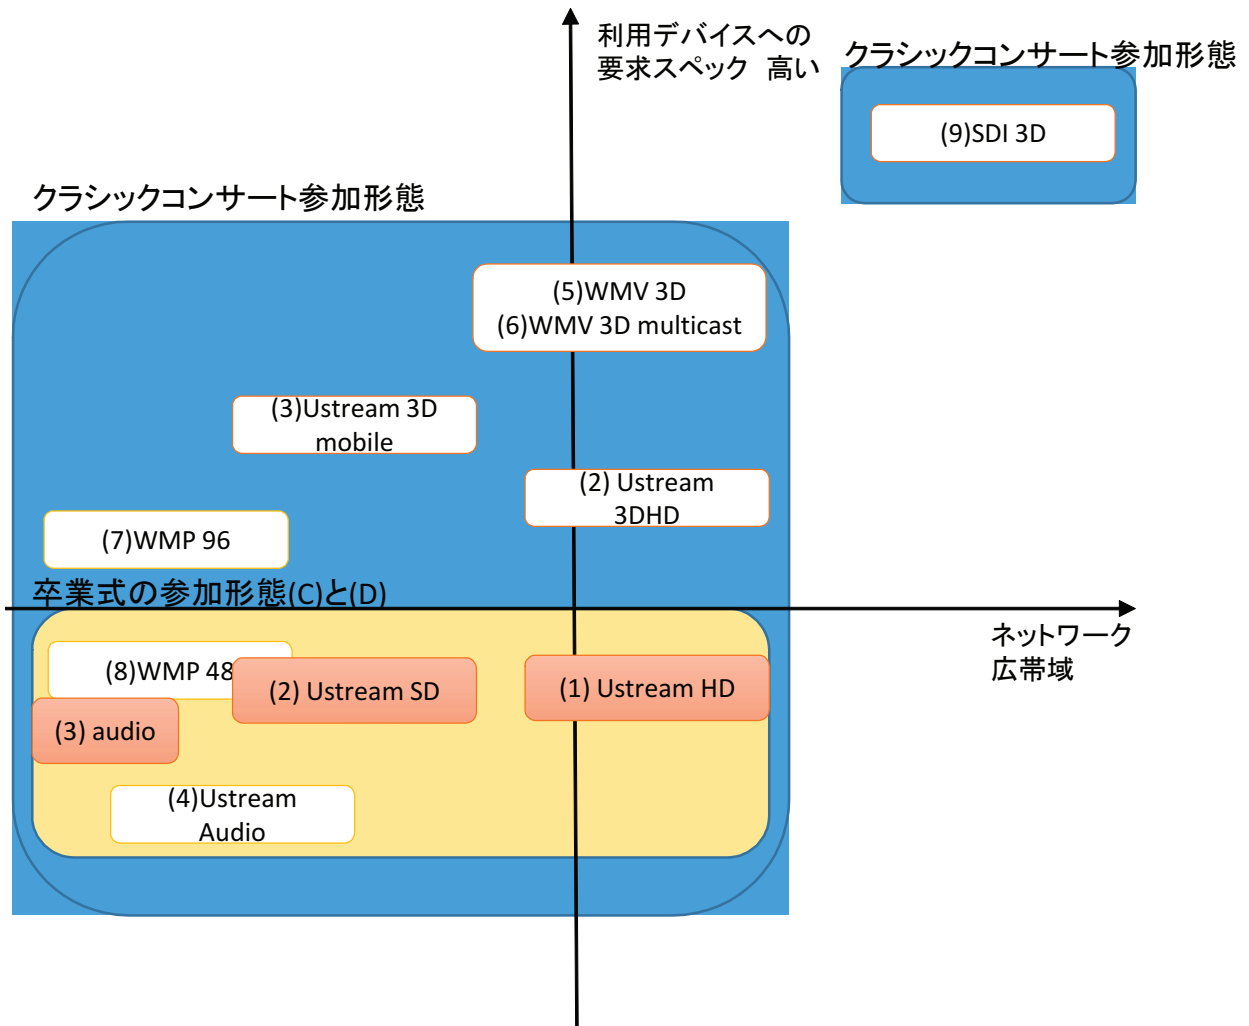 利用デバイスへの
要求スペック 高い
クラシックコンサート参加形態
(9)SDI 3D
クラシックコンサート参加形態
(5)WMV 3D
(6)WMV 3D multicast
(3)Ustream 3D
mobile
(2) Ustream
3DHD
(7)WMP 96
卒業式の参加形態(C)と(D)
ネットワーク
広帯域
(8)WMP 48
(2) Ustream SD
(1) Ustream HD
(3) audio
(4)Ustream
Audio